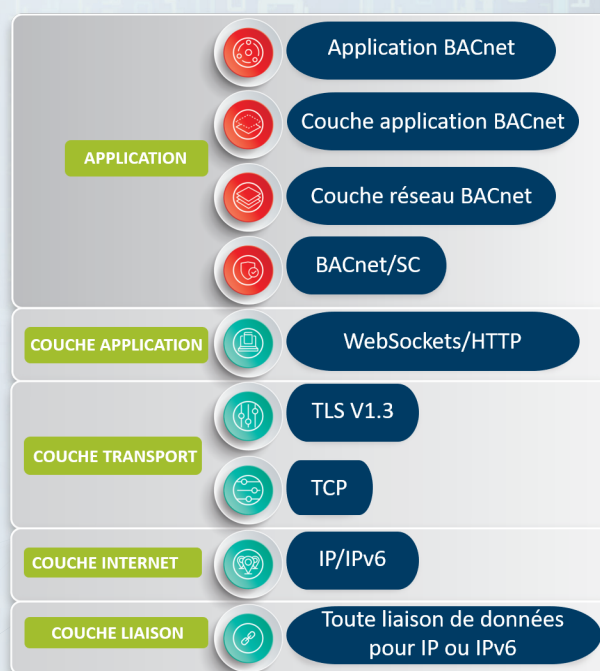 Application BACnet
Couche application BACnet
APPLICATION
Couche réseau BACnet
BACnet/SC
COUCHE APPLICATION
WebSockets/HTTP
TLS V1.3
COUCHE TRANSPORT
TCP
COUCHE INTERNET
IP/IPv6
COUCHE LIAISON
Toute liaison de données
pour IP ou IPv6